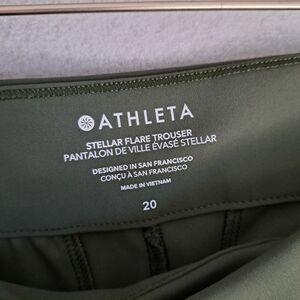 ATHLETA
STELLAR FLARE TROUSER
PANTALON DE VILLE ÉVASÉ STELLAR
DESIGNED IN SAN FRANCISCO
CONÇU À SAN FRANCISCO
MADE IN VIETNAM
20